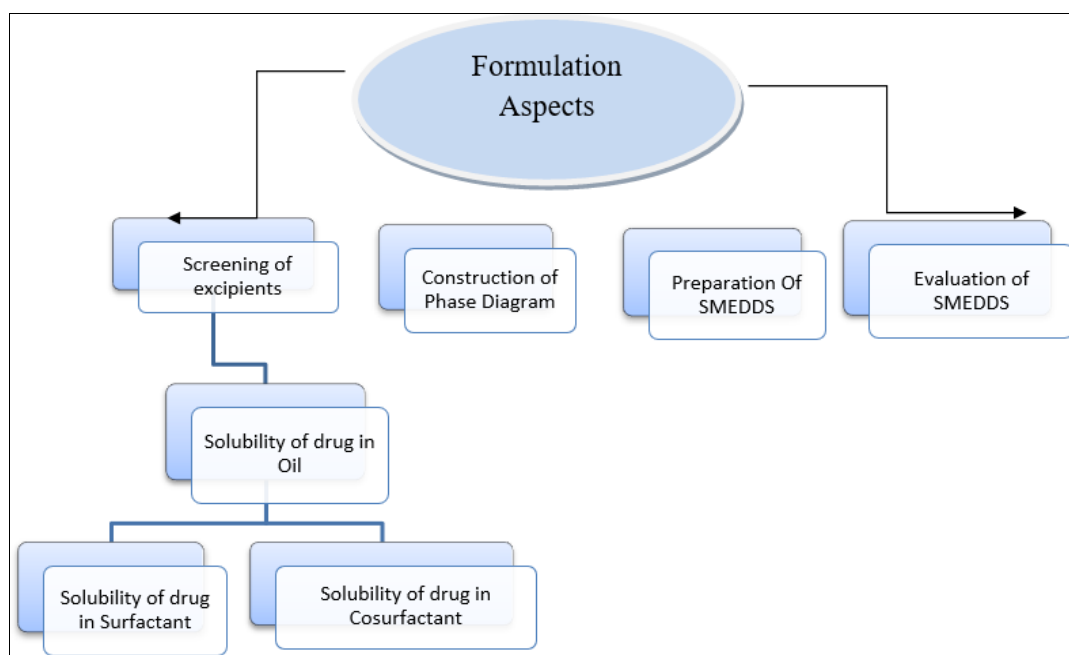 Formulation
Aspects
Screening of
excipients
Construction of
Phase Diagram
Preparation Of
SMEDDS
Evaluation of
SMEDDS
Solubility of drug in
Oil
Solubility of drug
in Surfactant
Solubility of drug in
Cosurfactant